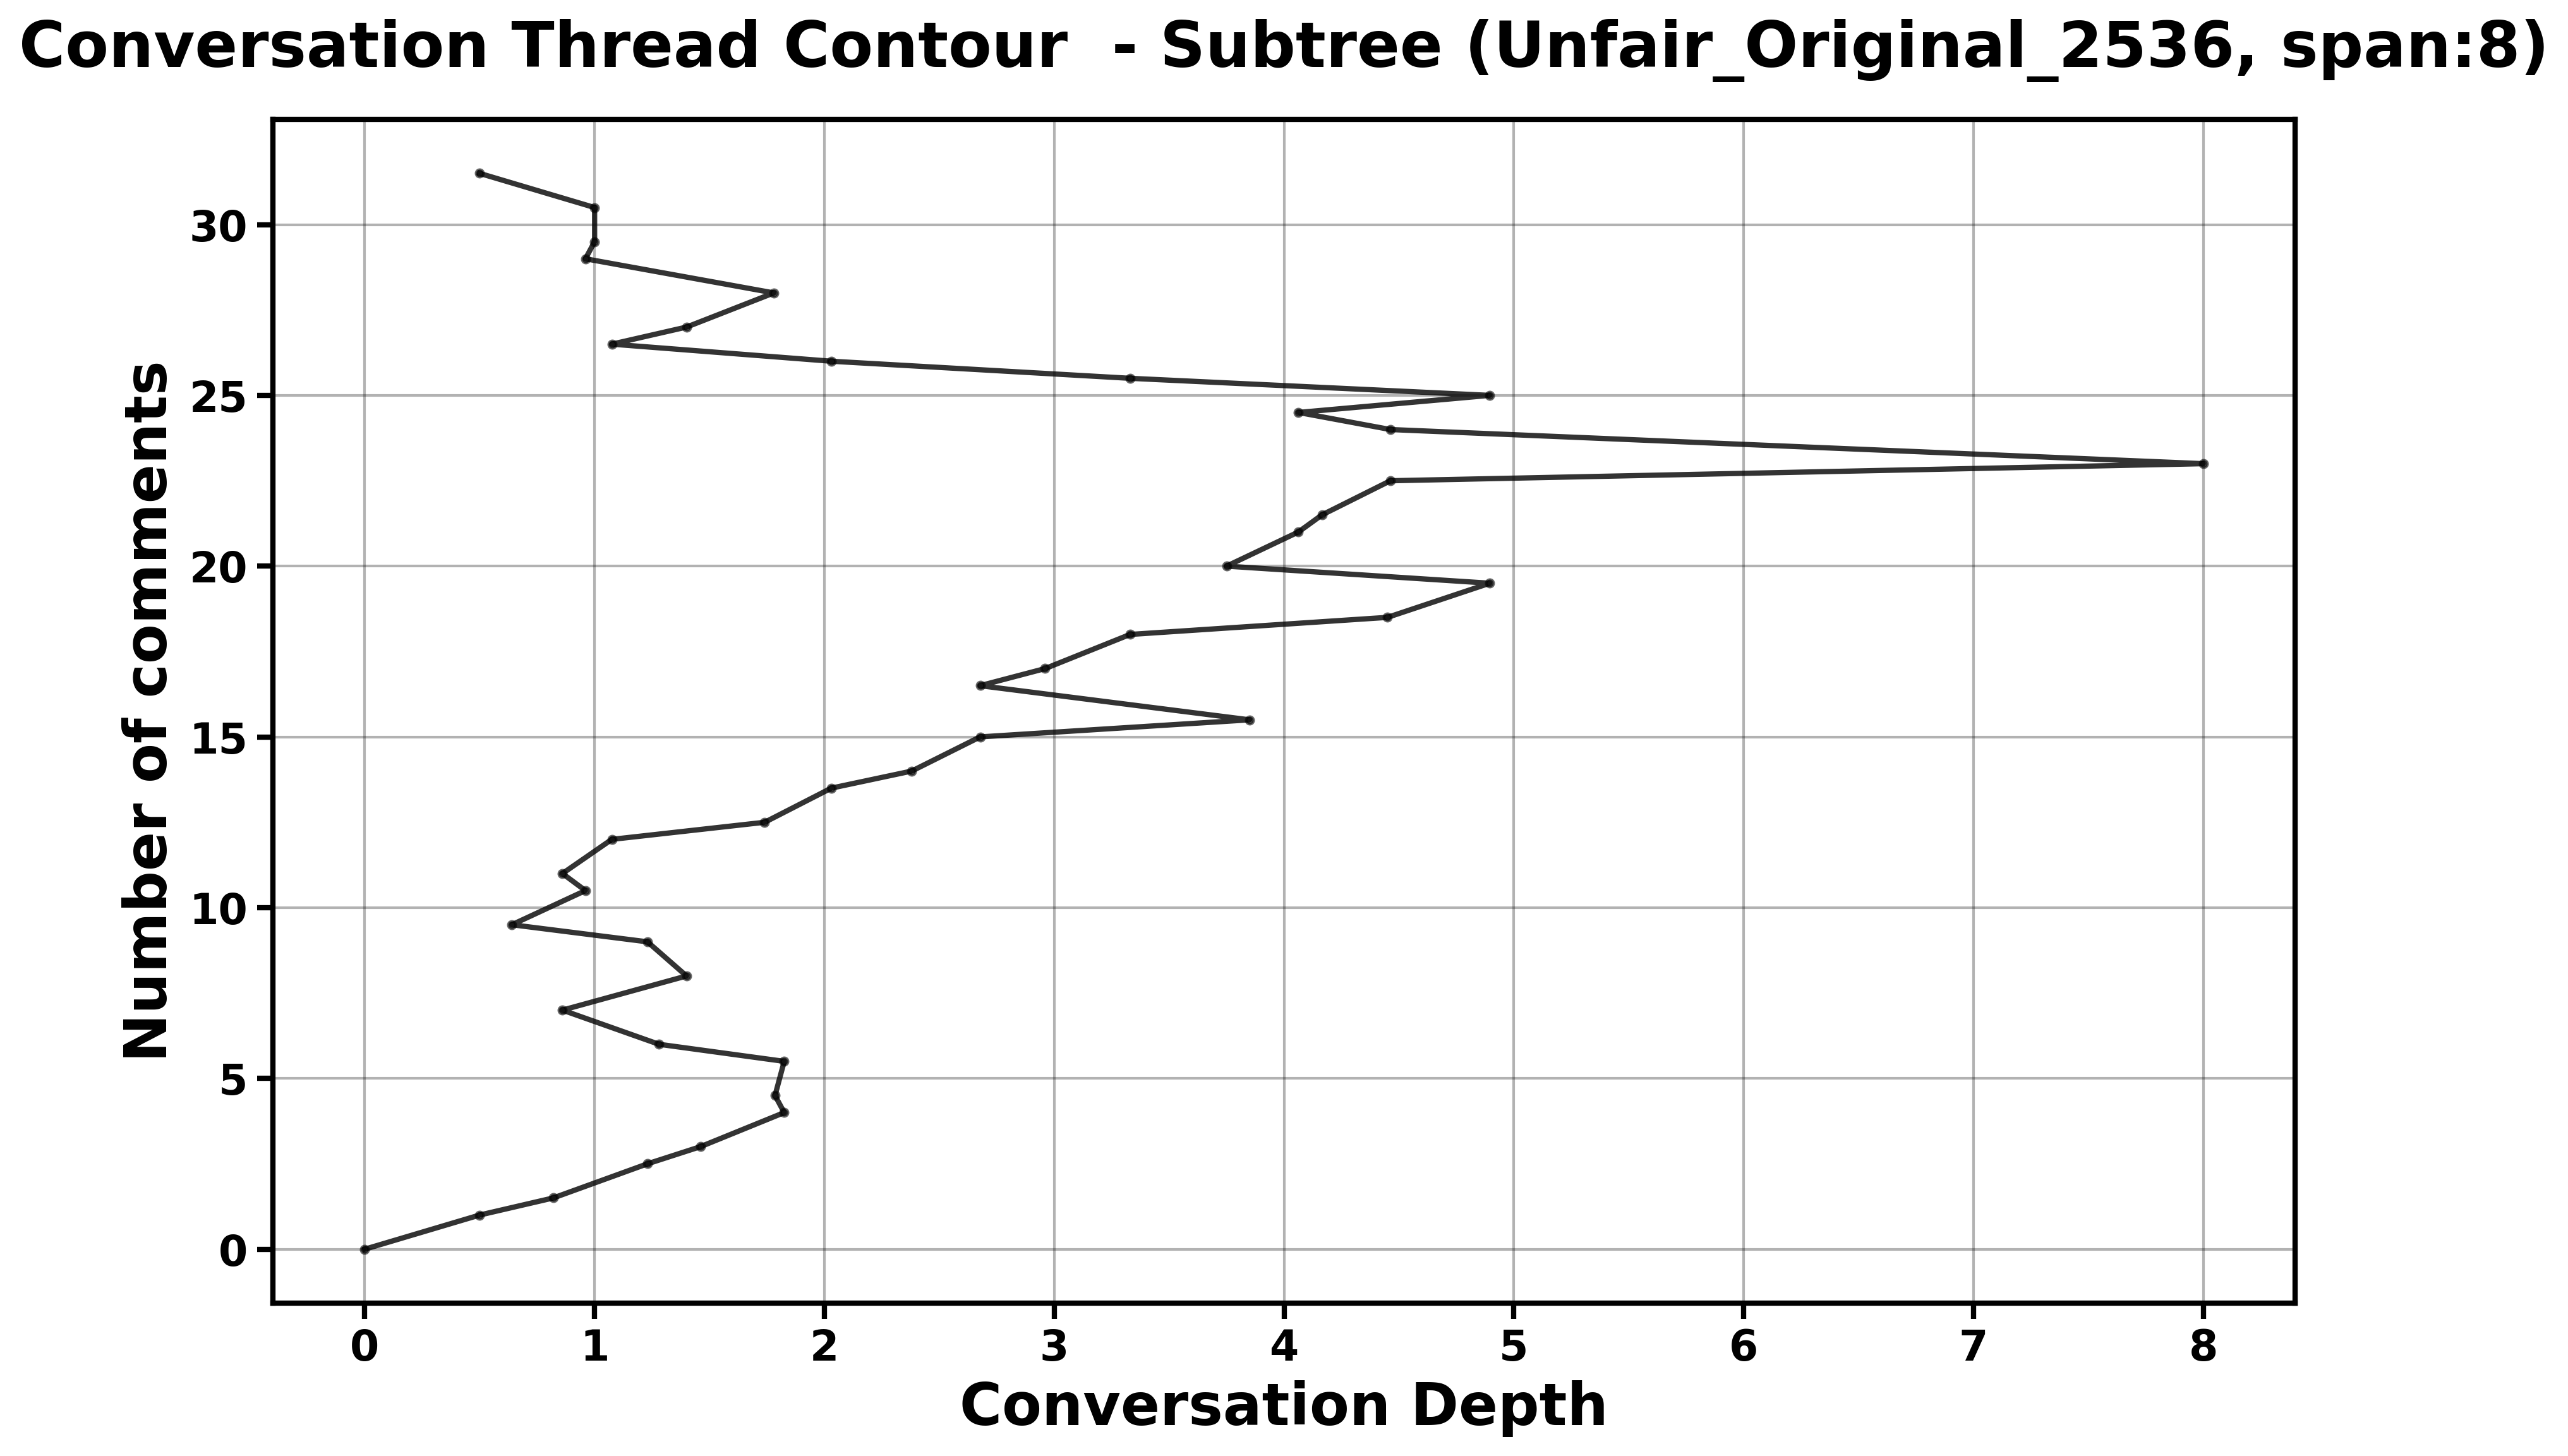 Conversation Thread Contour  - Subtree (Unfair_Original_2536, span:8)
Number of comments
30
25
20
15
10
5
0
0 1 2 3 4 5 6 7 8
Conversation Depth